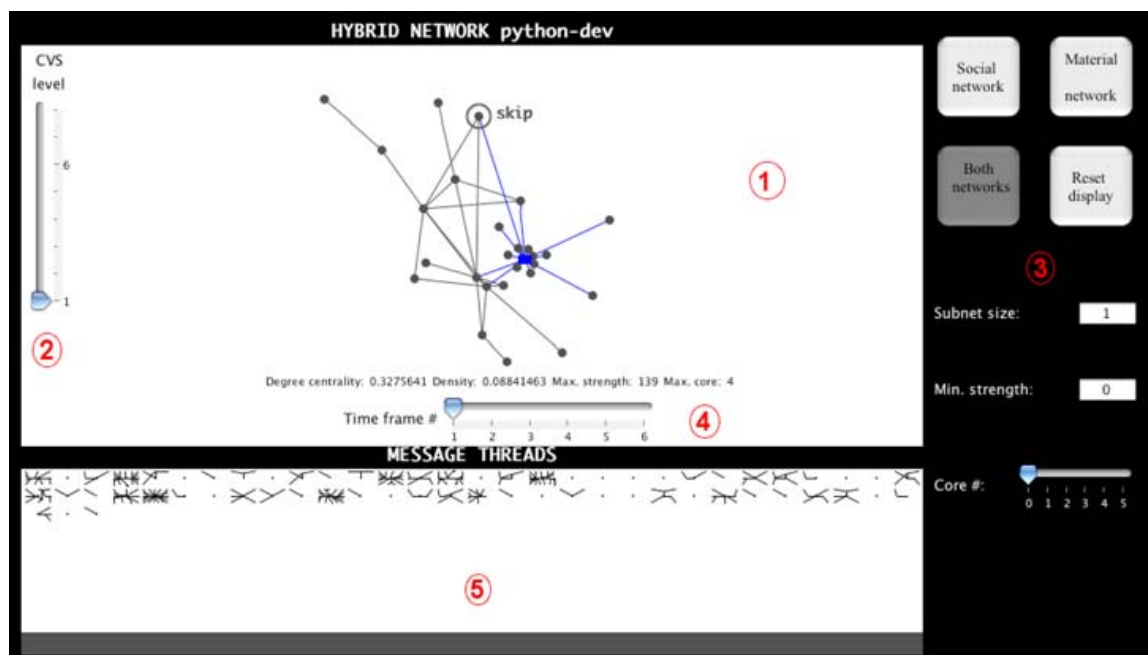 HYBRID NETWORK python-dev
CVS
level
6
1
2
skip
1
Degree centrality: 0.3275641 Density: 0.08841463 Max. strength: 139 Max. core: 4
Time frame #
1 2 3 4 5 6
4
MESSAGE THREADS
5
Social
network
Material
network
Both
networks
Reset
display
3
Subnet size: 1
Min. strength: 0
Core #:
0 1 2 3 4 5